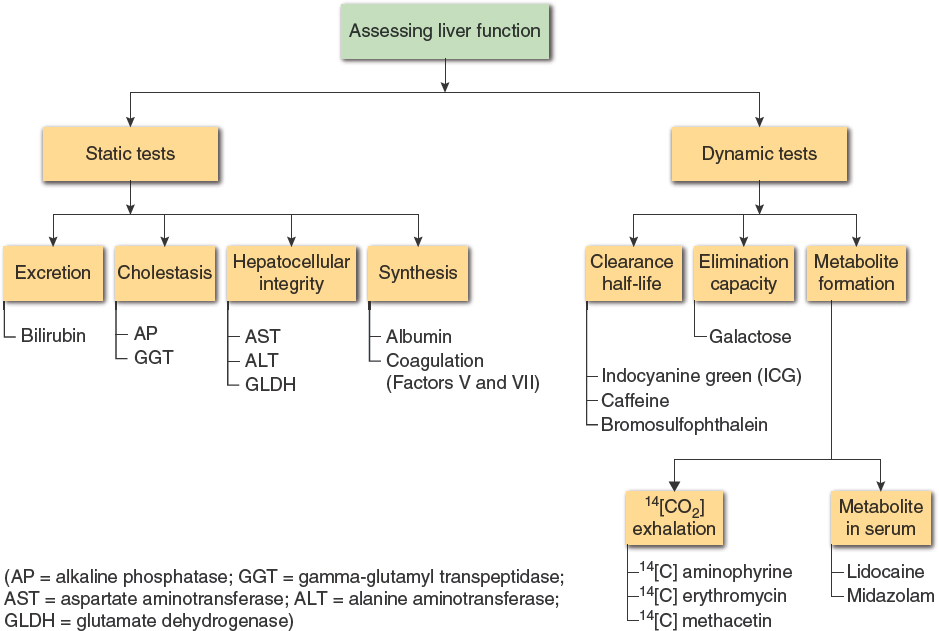 Assessing liver function
Static tests
Dynamic tests
Excretion
Cholestasis
Hepatocellular
integrity
Synthesis
Clearance
half-life
Elimination
capacity
Metabolite
formation
Bilirubin
AP
GGT
AST
ALT
GLDH
Albumin
Coagulation
(Factors V and VII)
Indocyanine green (ICG)
Caffeine
Bromosulfophthalein
Galactose
¹⁴[CO₂]
exhalation
Metabolite
in serum
¹⁴[C] aminophyrine
¹⁴[C] erythromycin
¹⁴[C] methacetin
Lidocaine
Midazolam
(AP = alkaline phosphatase; GGT = gamma-glutamyl transpeptidase;
AST = aspartate aminotransferase; ALT = alanine aminotransferase;
GLDH = glutamate dehydrogenase)